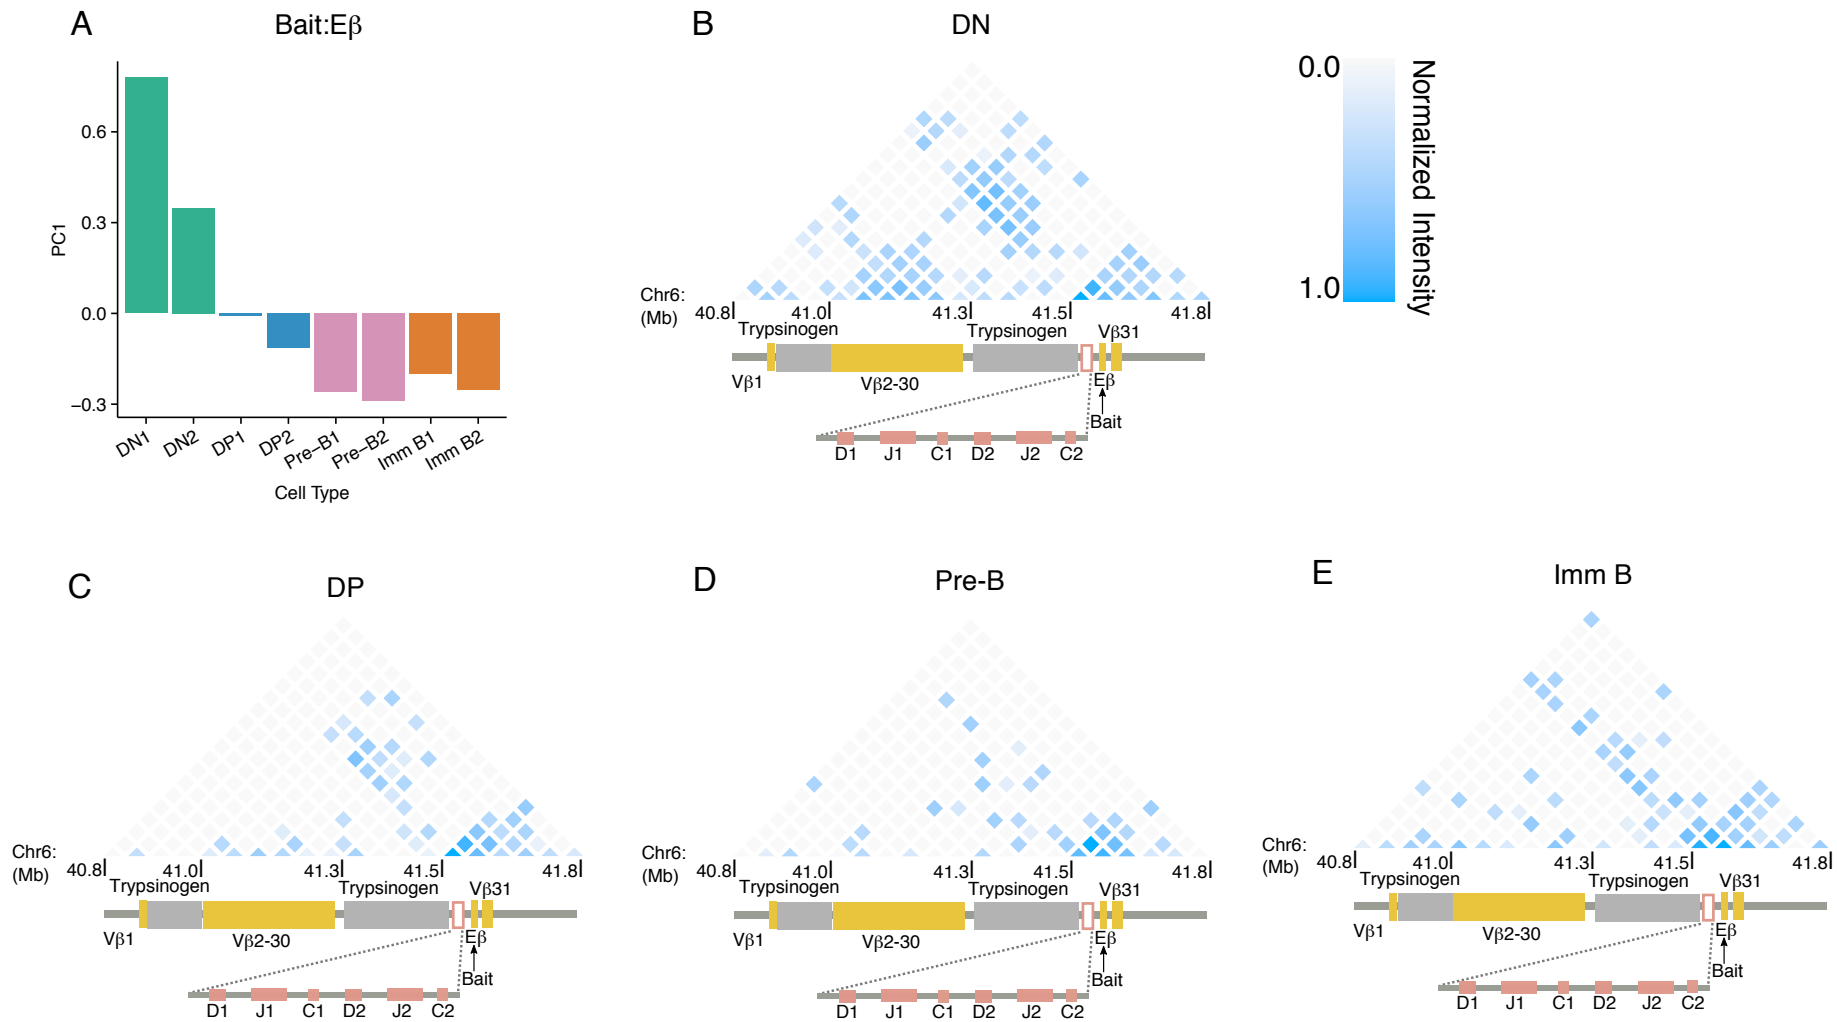 A
Bait:Eβ
PC1
0.6
0.3
0.0
−0.3
DN1
DN2
DP1
DP2
Pre−B1
Pre−B2
Imm B1
Imm B2
Cell Type
B
DN
Chr6:
(Mb)
40.8
41.0
41.3
41.5
41.8
Trypsinogen
Trypsinogen
Vβ31
Vβ1
Vβ2-30
Eβ
Bait
D1
J1
C1
D2
J2
C2
0.0
1.0
Normalized Intensity
C
DP
Chr6:
(Mb)
40.8
41.0
41.3
41.5
41.8
Trypsinogen
Trypsinogen
Vβ31
Vβ1
Vβ2-30
Eβ
Bait
D1
J1
C1
D2
J2
C2
D
Pre-B
Chr6:
(Mb)
40.8
41.0
41.3
41.5
41.8
Trypsinogen
Trypsinogen
Vβ31
Vβ1
Vβ2-30
Eβ
Bait
D1
J1
C1
D2
J2
C2
E
Imm B
Chr6:
(Mb)
40.8
41.0
41.3
41.5
41.8
Trypsinogen
Trypsinogen
Vβ31
Vβ1
Vβ2-30
Eβ
Bait
D1
J1
C1
D2
J2
C2